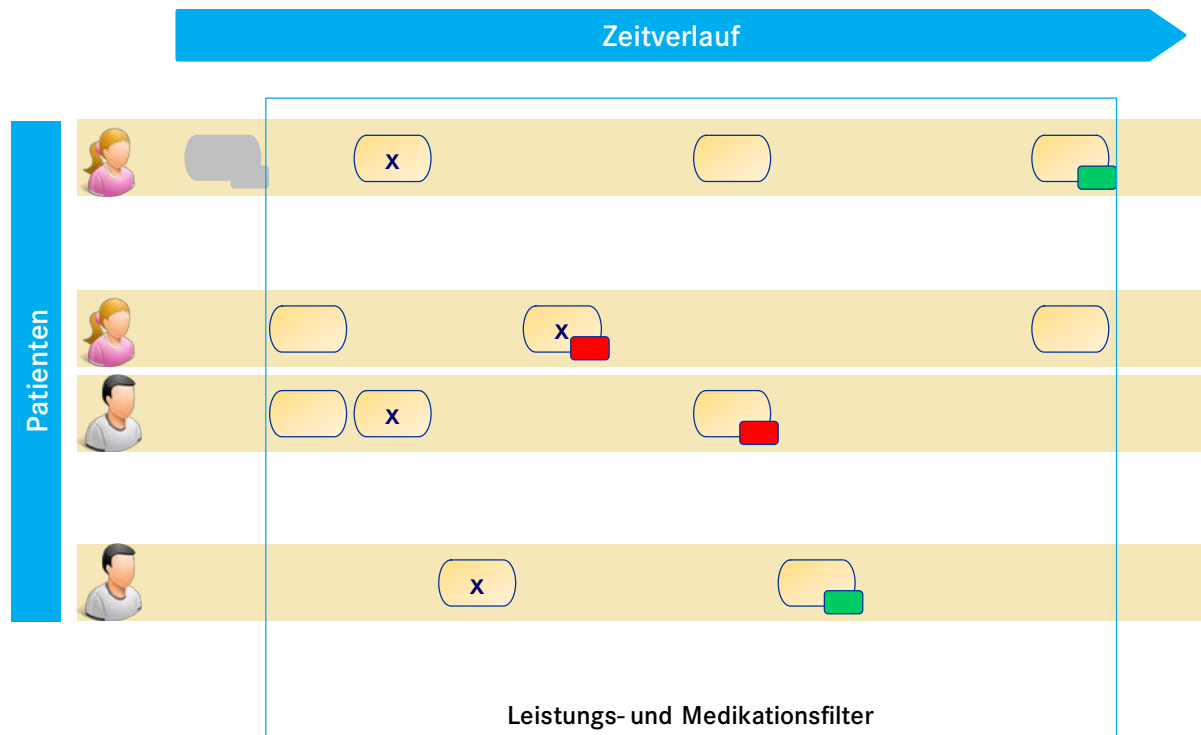 Zeitverlauf
Patienten
x
x
x
x
Leistungs- und Medikationsfilter